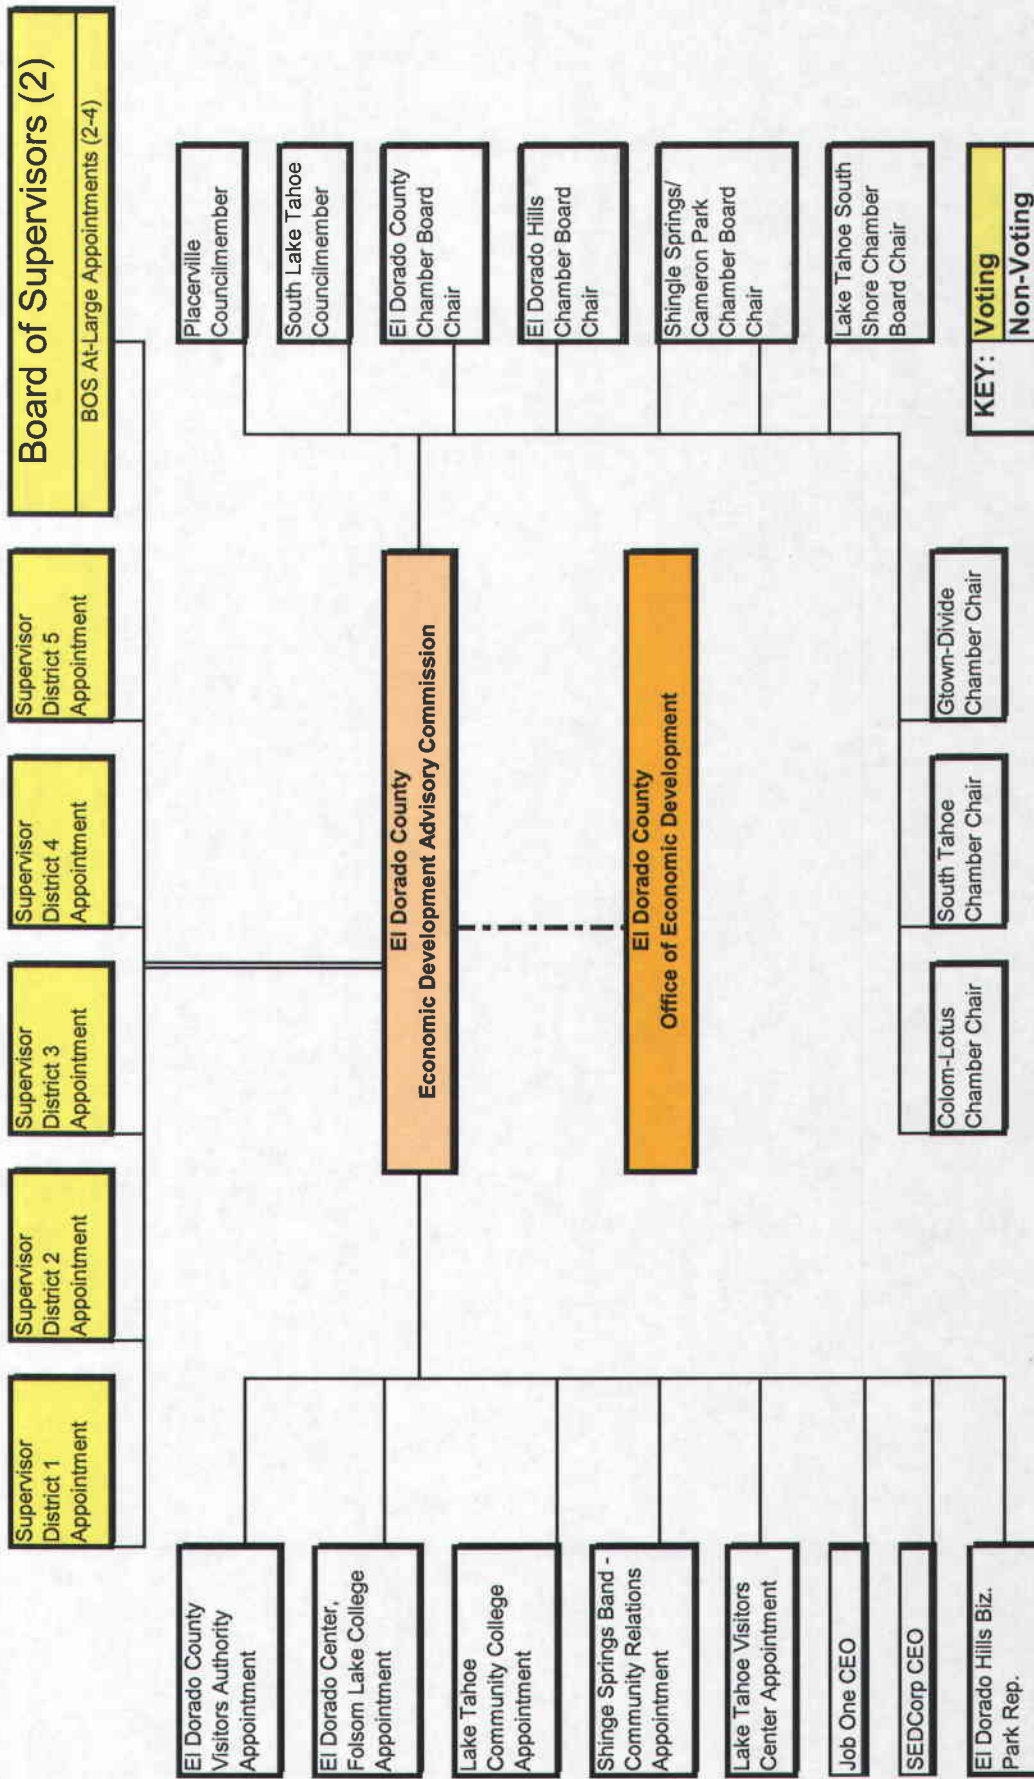 Supervisor
District 1
Appointment
Supervisor
District 2
Appointment
Supervisor
District 3
Appointment
Supervisor
District 4
Appointment
Supervisor
District 5
Appointment
Board of Supervisors (2)
BOS At-Large Appointments (2-4)
El Dorado County
Visitors Authority
Appointment
El Dorado Center,
Folsom Lake College
Appointment
Lake Tahoe
Community College
Appointment
Shinge Springs Band -
Community Relations
Appointment
Lake Tahoe Visitors
Center Appointment
Job One CEO
SEDCorp CEO
El Dorado Hills Biz.
Park Rep.
El Dorado County
Economic Development Advisory Commission
El Dorado County
Office of Economic Development
Placerville
Councilmember
South Lake Tahoe
Councilmember
El Dorado County
Chamber Board
Chair
El Dorado Hills
Chamber Board
Chair
Shingle Springs/
Cameron Park
Chamber Board
Chair
Lake Tahoe South
Shore Chamber
Board Chair
Colom-Lotus
Chamber Chair
South Tahoe
Chamber Chair
Gtown-Divide
Chamber Chair
KEY: Voting
Non-Voting